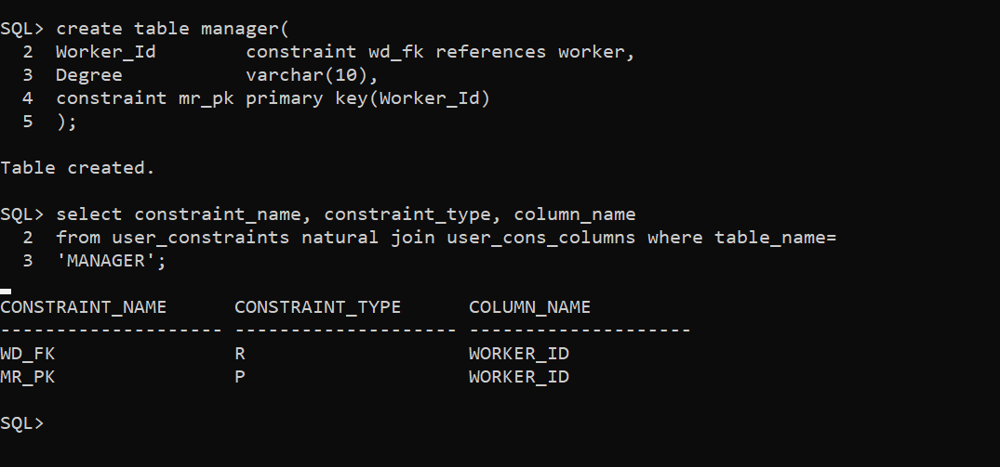 SQL> create table manager(
  2  Worker_Id        constraint wd_fk references worker,
  3  Degree           varchar(10),
  4  constraint mr_pk primary key(Worker_Id)
  5  );
Table created.
SQL> select constraint_name, constraint_type, column_name
  2  from user_constraints natural join user_cons_columns where table_name=
  3  'MANAGER';
CONSTRAINT_NAME      CONSTRAINT_TYPE      COLUMN_NAME
-------------------- -------------------- --------------------
WD_FK                R                    WORKER_ID
MR_PK                P                    WORKER_ID
SQL>